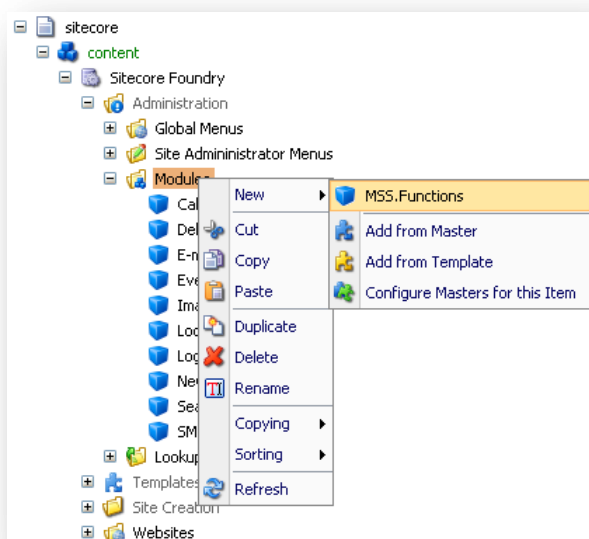 sitecore
content
Sitecore Foundry
Administration
Global Menus
Site Admininistrator Menus
Modules
New
MSS.Functions
Cut
Add from Master
Copy
Add from Template
Paste
Configure Masters for this Item
Duplicate
Delete
Rename
Copying
Sorting
Refresh
Templates
Site Creation
Websites